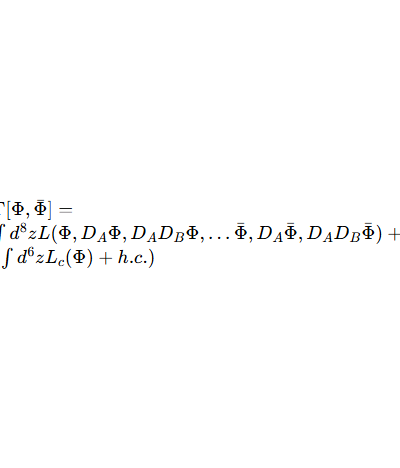 Γ[Φ, Φ̄] =
∫ d⁸zL(Φ, D_AΦ, D_AD_BΦ, … Φ̄, D_AΦ̄, D_AD_BΦ̄) +
∫ d⁶zL_c(Φ) + h.c.)